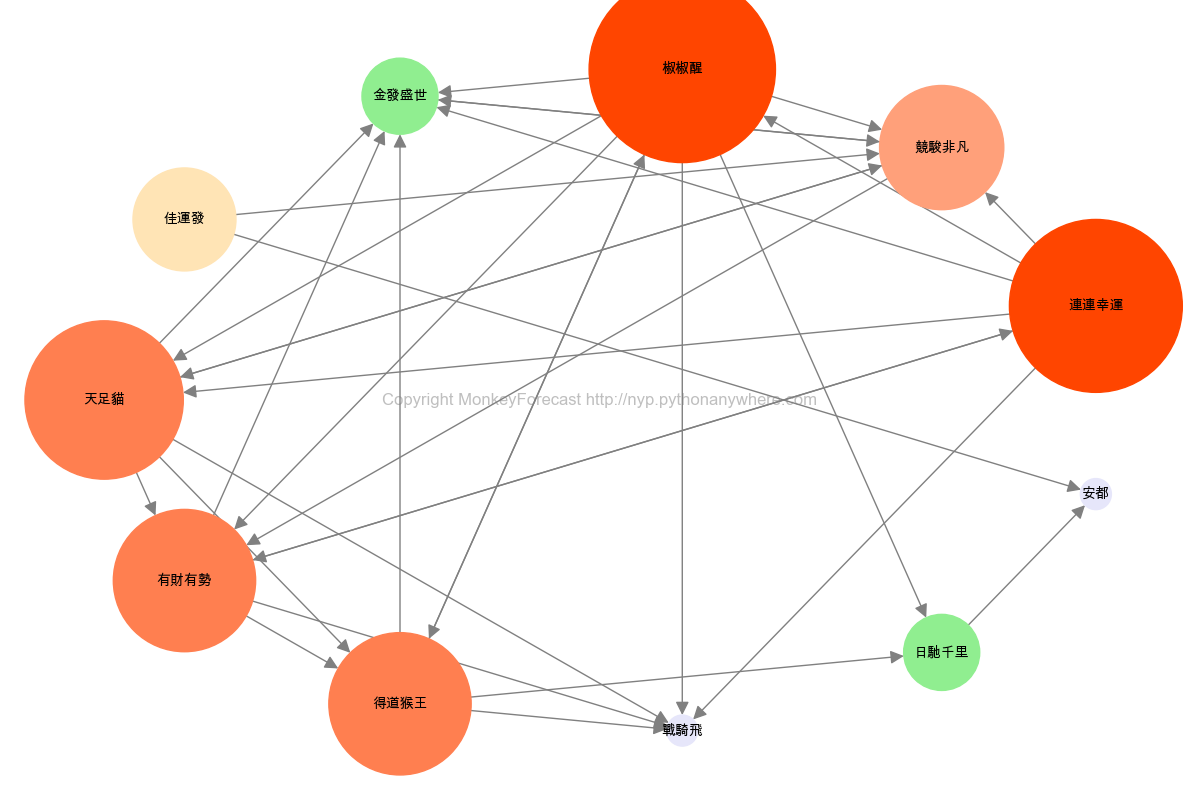 椒椒醒
金發盛世
競駿非凡
佳運發
連連幸運
天足貓
Copyright MonkeyForecast http://nyp.pythonanywhere.com
安都
有財有勢
日馳千里
得道猴王
戰騎飛